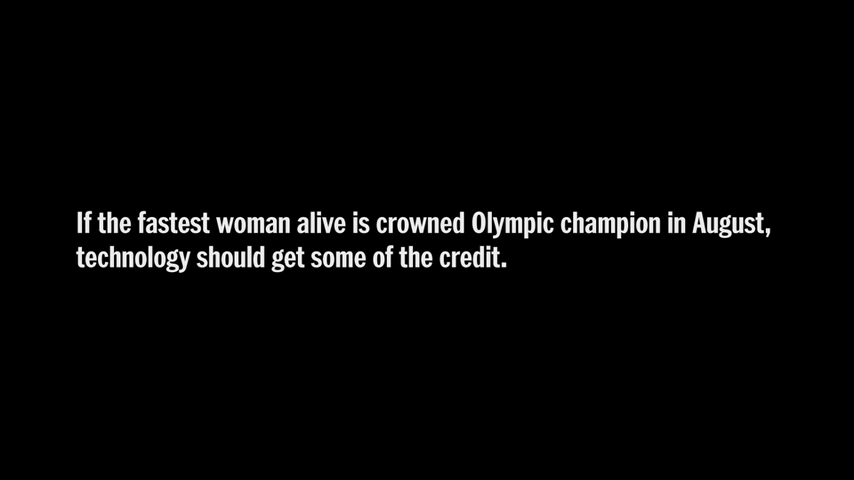 If the fastest woman alive is crowned Olympic champion in August,
technology should get some of the credit.